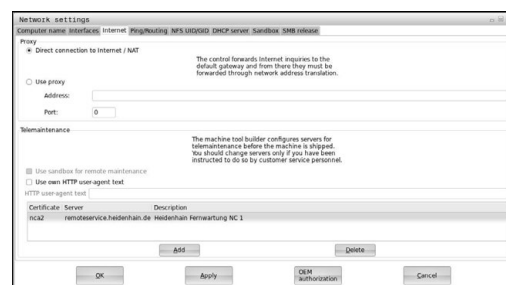 Network settings
Computer name Interfaces Internet Ping/Routing NFS UID/GID DHCP server Sandbox SMB release
Proxy
Direct connection to Internet / NAT
The control forwards Internet inquiries to the
default gateway and from there they must be
forwarded through network address translation.
Use proxy
Address:
Port: 0
Telemaintenance
The machine tool builder configures servers for
telemaintenance before the machine is shipped.
You should change servers only if you have been
instructed to do so by customer service personnel.
Use sandbox for remote maintenance
Use own HTTP user-agent text
HTTP user-agent text
Certificate Server Description
nca2 remoteservice.heidenhain.de Heidenhain Fernwartung NC 1
Add Delete
OK Apply OEM authorization Cancel